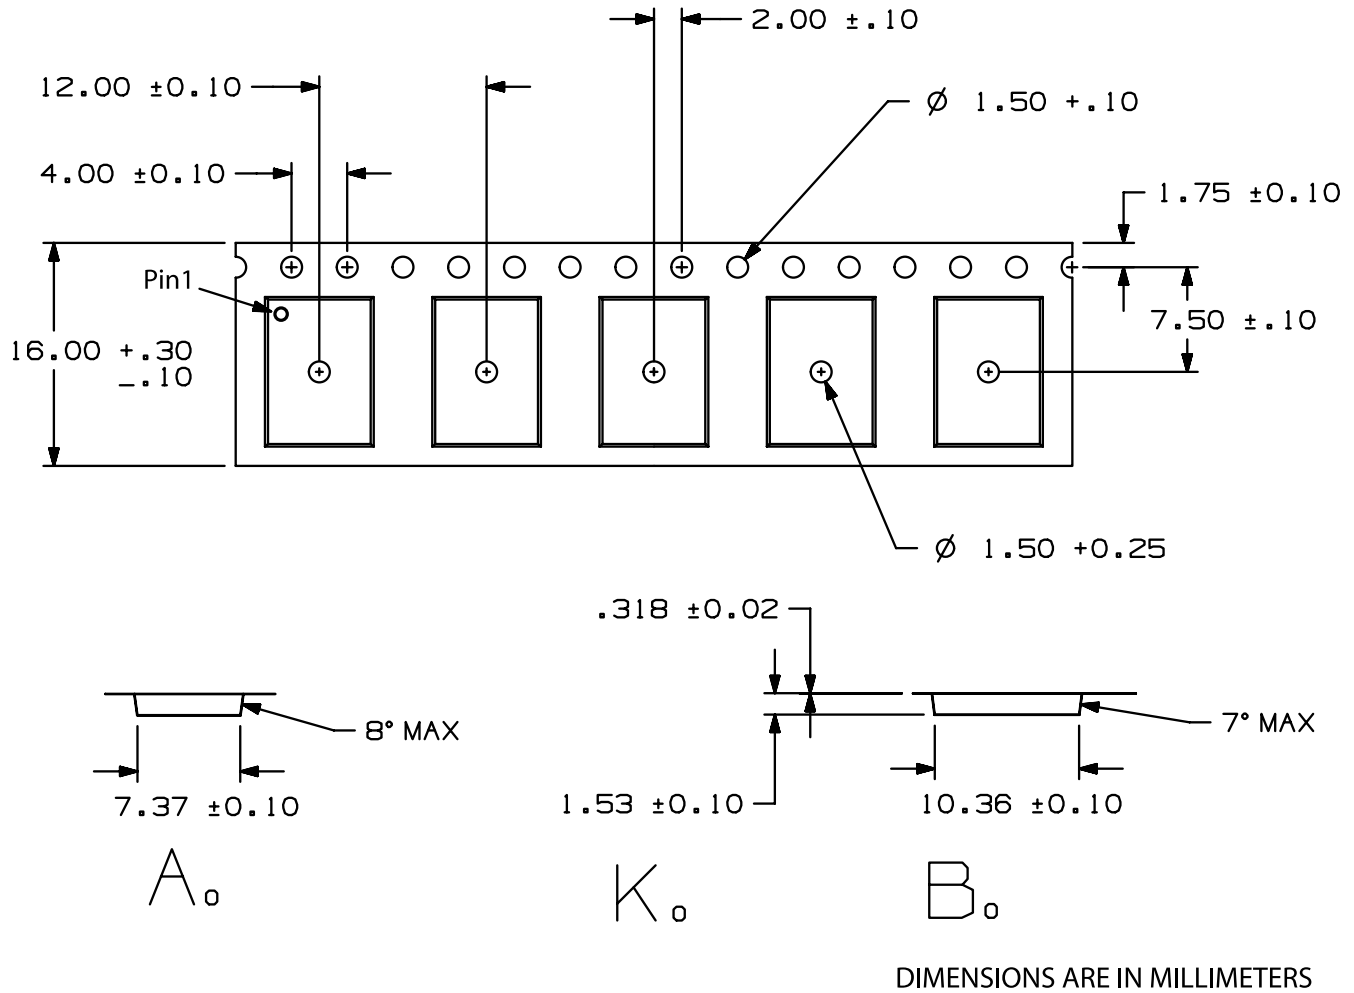 2.00 ±.10
12.00 ±0.10
Ø 1.50 +.10
4.00 ±0.10
1.75 ±0.10
Pin1
7.50 ±.10
16.00 +.30
-.10
Ø 1.50 +0.25
.318 ±0.02
8° MAX
7° MAX
7.37 ±0.10
1.53 ±0.10
10.36 ±0.10
Ao
Ko
Bo
DIMENSIONS ARE IN MILLIMETERS